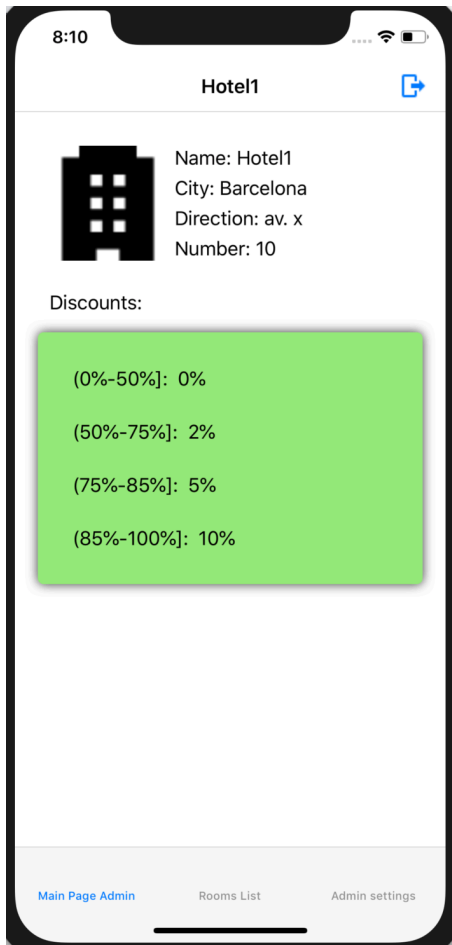 8:10
Hotel1
Name: Hotel1
City: Barcelona
Direction: av. x
Number: 10
Discounts:
(0%-50%]: 0%
(50%-75%]: 2%
(75%-85%]: 5%
(85%-100%]: 10%
Main Page Admin Rooms List Admin settings